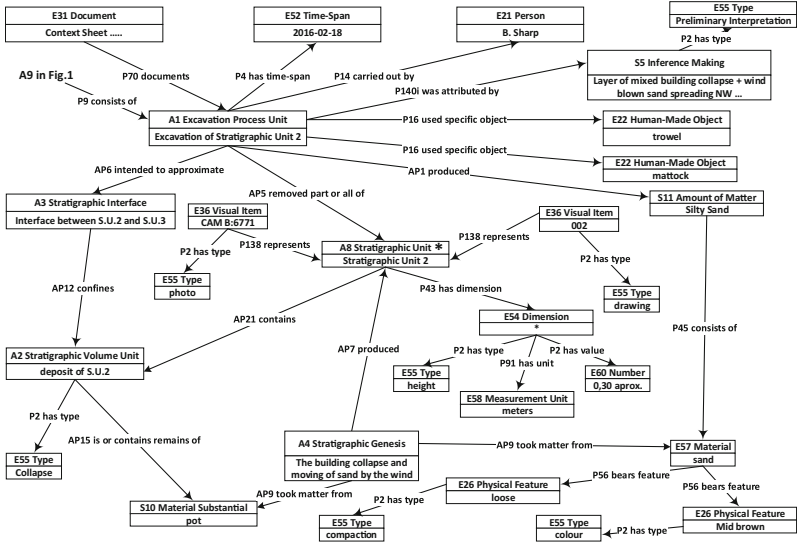 E31 Document
Context Sheet .....
E52 Time-Span
2016-02-18
E21 Person
B. Sharp
E55 Type
Preliminary Interpretation
P2 has type
S5 Inference Making
Layer of mixed building collapse + wind
blown sand spreading NW ...
A9 in Fig.1
P70 documents
P4 has time-span
P14 carried out by
P140i was attributed by
P9 consists of
A1 Excavation Process Unit
Excavation of Stratigraphic Unit 2
P16 used specific object
E22 Human-Made Object
trowel
P16 used specific object
E22 Human-Made Object
mattock
AP6 intended to approximate
AP1 produced
AP5 removed part or all of
A3 Stratigraphic Interface
Interface between S.U.2 and S.U.3
E36 Visual Item
CAM B:6771
E36 Visual Item
002
S11 Amount of Matter
Silty Sand
P2 has type
P138 represents
A8 Stratigraphic Unit *
Stratigraphic Unit 2
P138 represents
P2 has type
E55 Type
photo
E55 Type
drawing
AP12 confines
P43 has dimension
AP21 contains
E54 Dimension
*
P45 consists of
A2 Stratigraphic Volume Unit
deposit of S.U.2
AP7 produced
P2 has type
P91 has unit
P2 has value
E55 Type
height
E60 Number
0,30 aprox.
E58 Measurement Unit
meters
P2 has type
AP15 is or contains remains of
E55 Type
Collapse
A4 Stratigraphic Genesis
The building collapse and
moving of sand by the wind
AP9 took matter from
E57 Material
sand
P56 bears feature
P56 bears feature
AP9 took matter from
E26 Physical Feature
loose
P2 has type
S10 Material Substantial
pot
E55 Type
compaction
E55 Type
colour
P2 has type
E26 Physical Feature
Mid brown